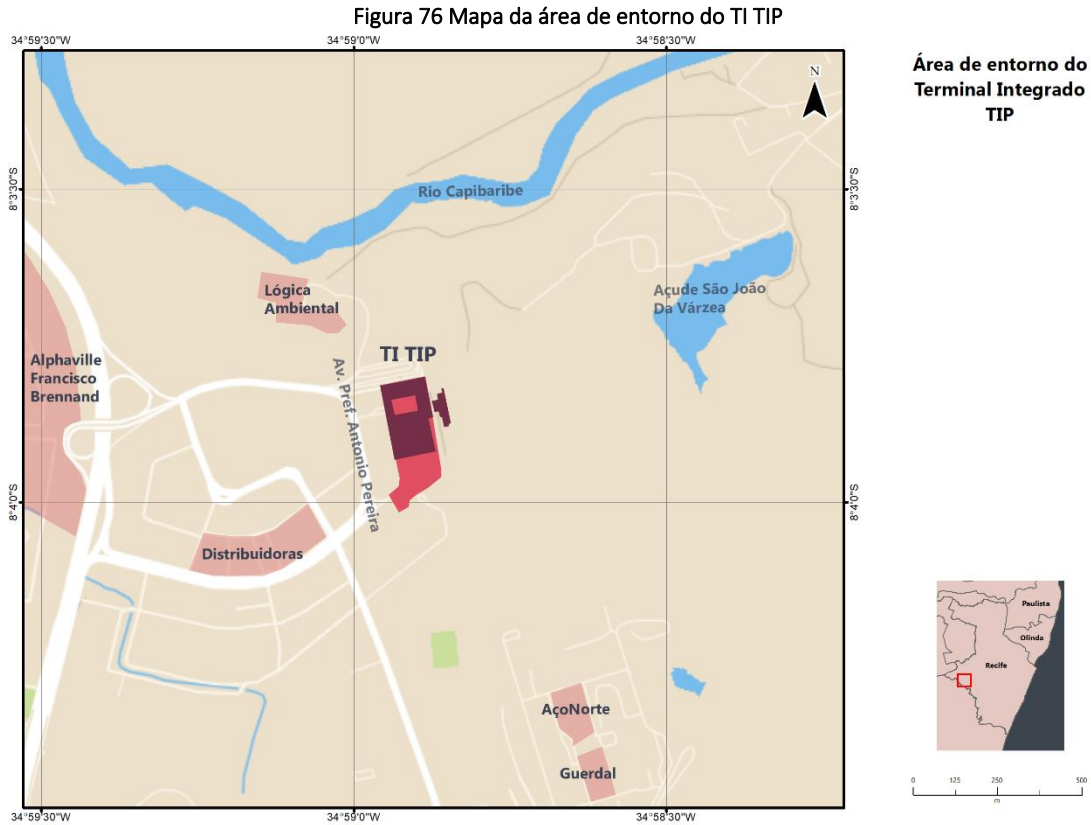 Figura 76 Mapa da área de entorno do TI TIP
34°59'30"W
34°59'0"W
34°58'30"W
Área de entorno do
Terminal Integrado
TIP
N
8°3'30"S
8°3'30"S
Rio Capibaribe
Lógica
Ambiental
Açude São João
Da Várzea
TI TIP
Alphaville
Francisco
Brennand
Av. Pref. Antonio Pereira
8°4'0"S
8°4'0"S
Distribuidoras
AçoNorte
Guerdal
Paulista
Olinda
Recife
0 125 250 500
m
34°59'30"W
34°59'0"W
34°58'30"W